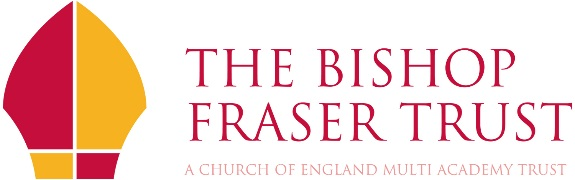 THE BISHOP
FRASER TRUST
A CHURCH OF ENGLAND MULTI ACADEMY TRUST